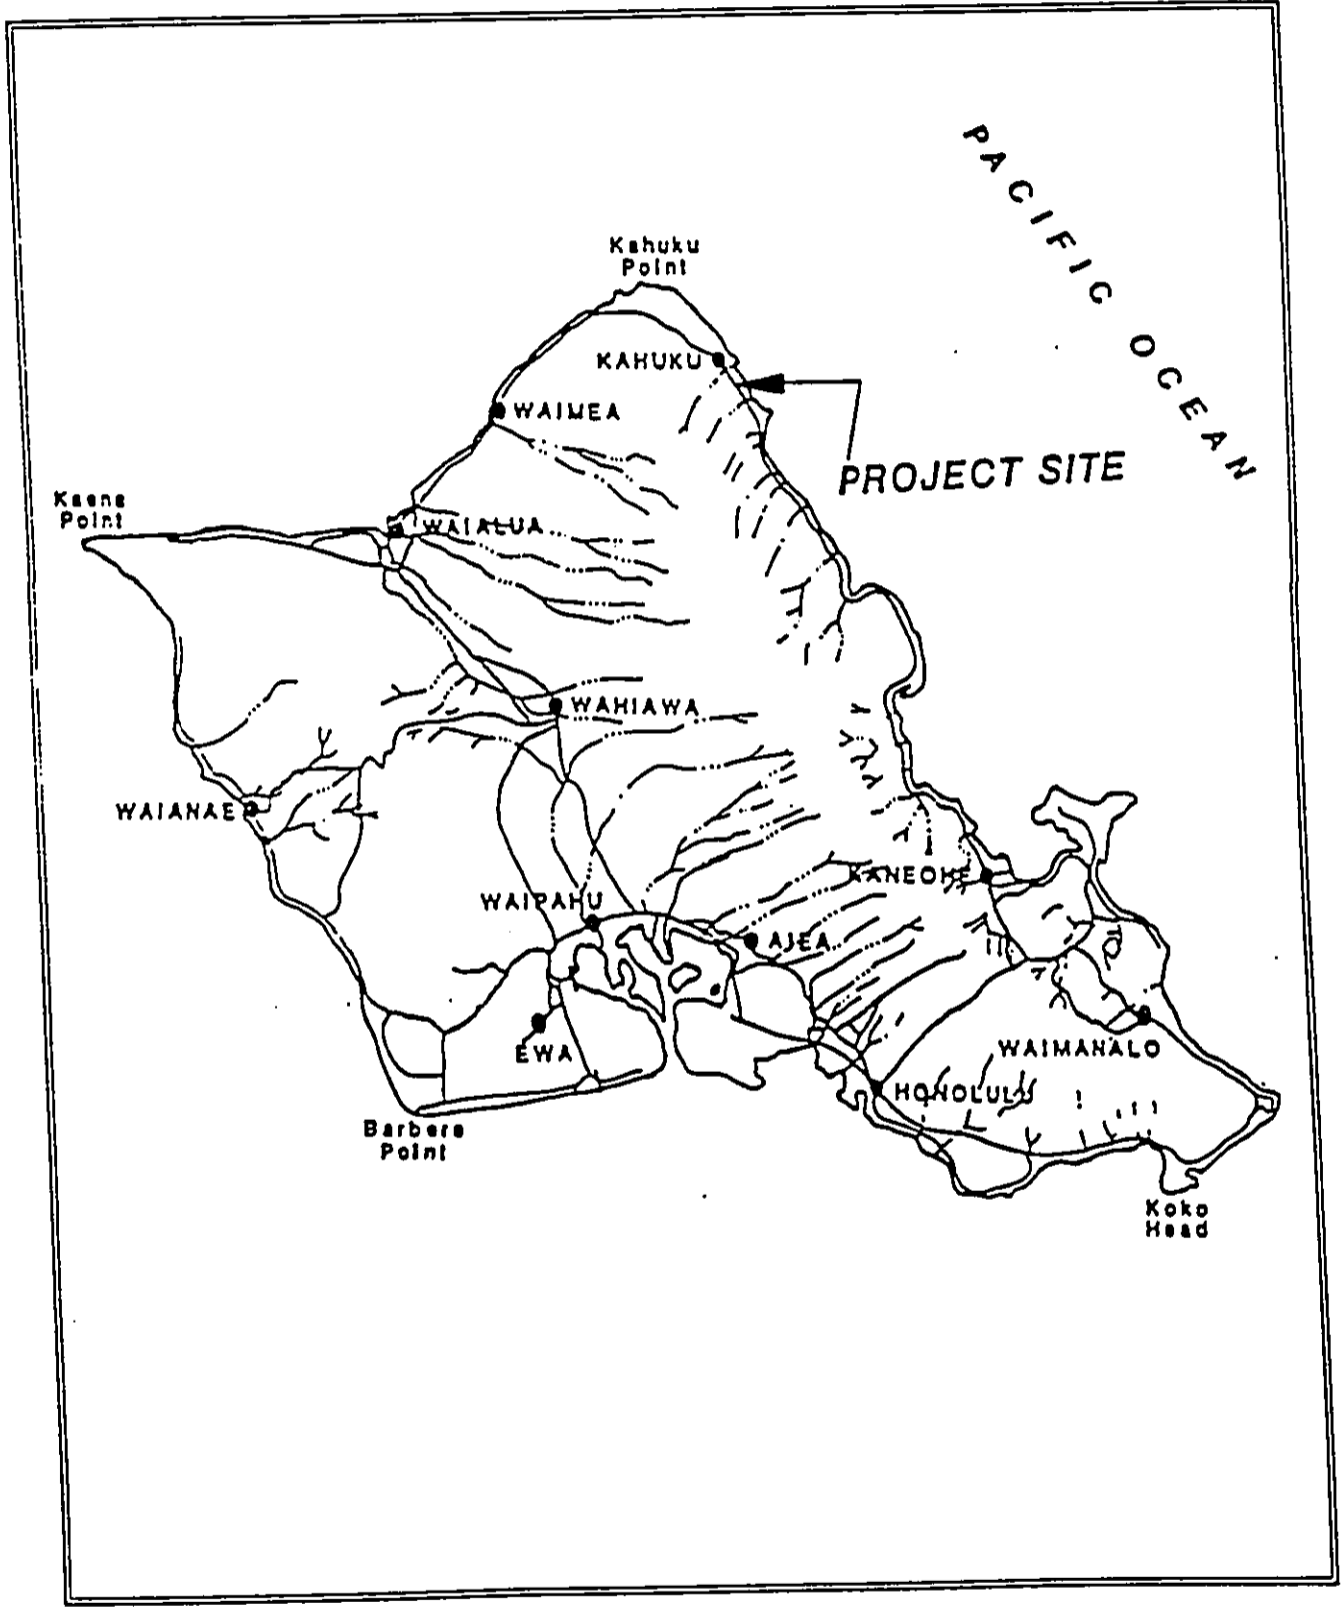 PACIFIC OCEAN
Kahuku
Point
KAHUKU
WAIMEA
PROJECT SITE
Kaena
Point
WAIALUA
WAHIAWA
WAIANAE
KANEOHE
WAIPAHU
AIEA
EWA
WAIMANALO
HONOLULU
Barbers
Point
Koko
Head